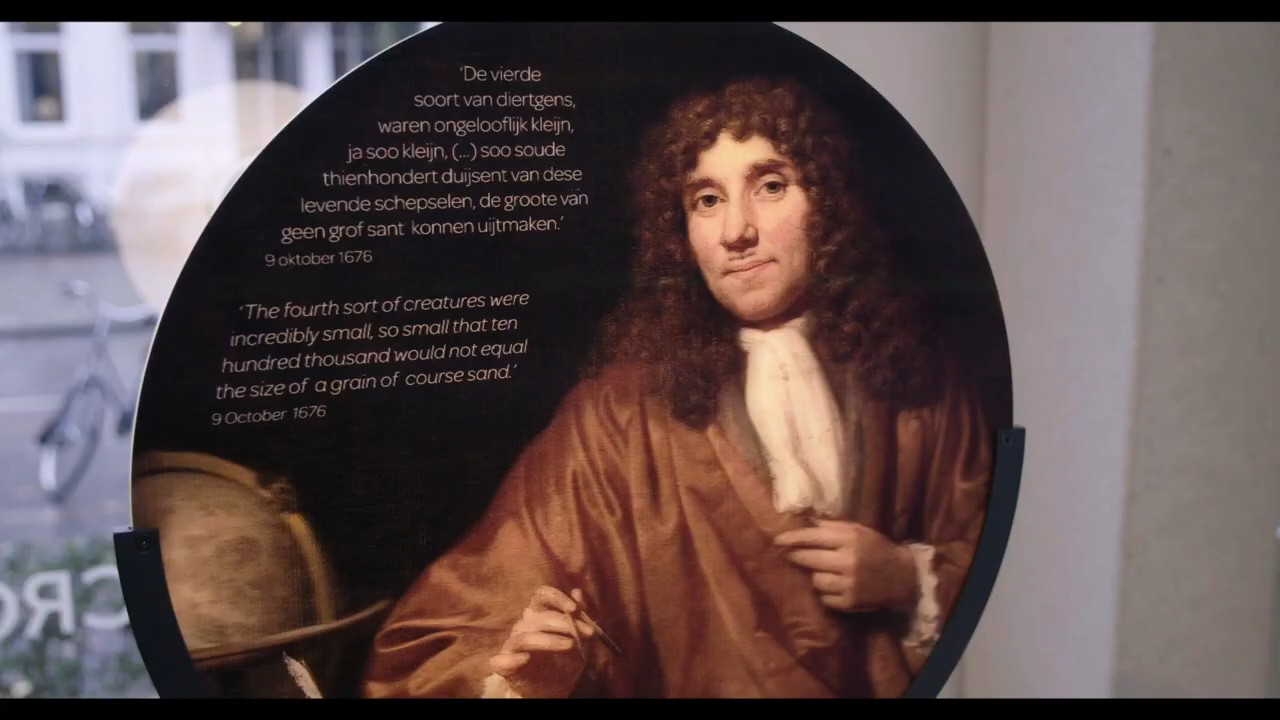 ‘De vierde
soort van diertgens,
waren ongelooflijk kleijn,
ja soo kleijn, (...) soo soude
thienhondert duijsent van dese
levende schepselen, de groote van
geen grof sant konnen uijtmaken.’
9 oktober 1676
‘The fourth sort of creatures were
incredibly small, so small that ten
hundred thousand would not equal
the size of a grain of course sand.’
9 October 1676
CRO